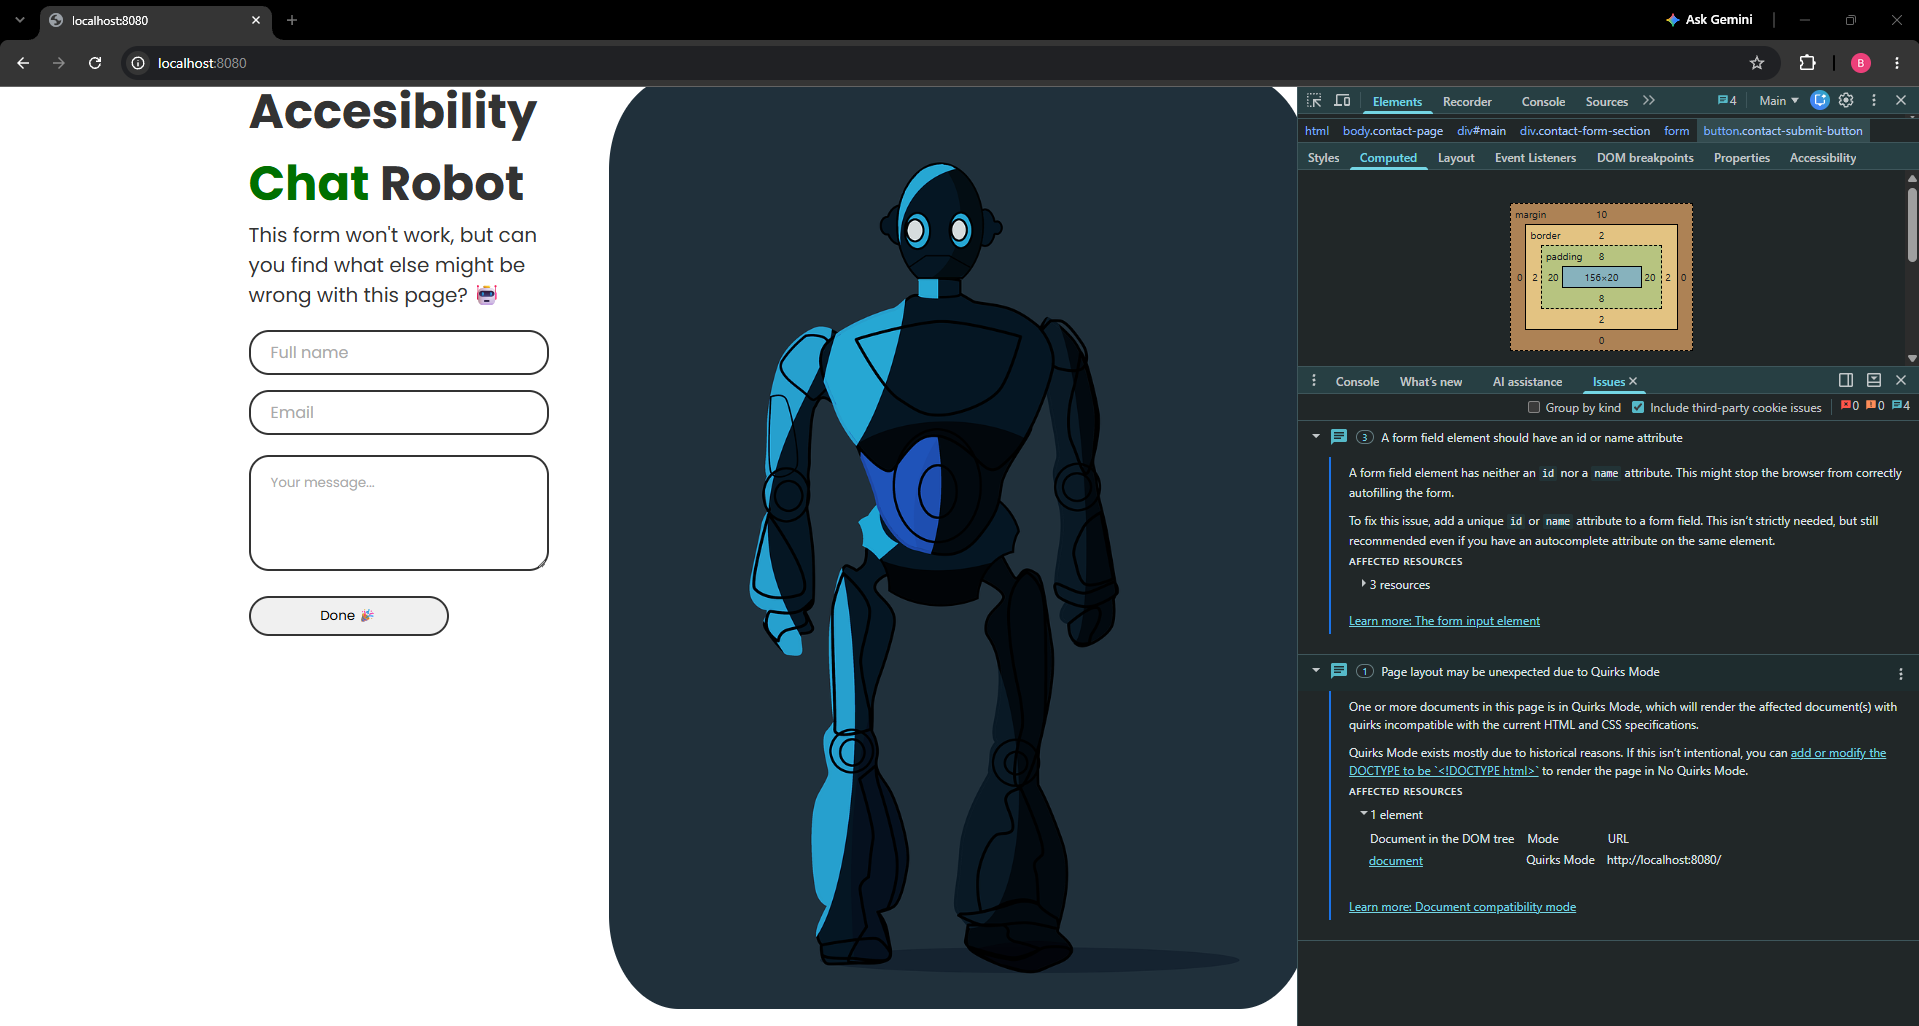 localhost:8080
Ask Gemini
localhost:8080
B
Accesibility
Chat Robot
This form won't work, but can
you find what else might be
wrong with this page? 🤖
Full name
Email
Your message...
Done 🎉
Elements Recorder Console Sources 4 Main
html body.contact-page div#main div.contact-form-section form button.contact-submit-button
Styles Computed Layout Event Listeners DOM breakpoints Properties Accessibility
margin 10
border 2
padding 8
0 2 20 156×20 20 2 0
8
2
0
Console What's new AI assistance Issues
Group by kind Include third-party cookie issues 0 0 4
3 A form field element should have an id or name attribute
A form field element has neither an id nor a name attribute. This might stop the browser from correctly
autofilling the form.
To fix this issue, add a unique id or name attribute to a form field. This isn't strictly needed, but still
recommended even if you have an autocomplete attribute on the same element.
AFFECTED RESOURCES
3 resources
Learn more: The form input element
1 Page layout may be unexpected due to Quirks Mode
One or more documents in this page is in Quirks Mode, which will render the affected document(s) with
quirks incompatible with the current HTML and CSS specifications.
Quirks Mode exists mostly due to historical reasons. If this isn't intentional, you can add or modify the
DOCTYPE to be `<!DOCTYPE html>` to render the page in No Quirks Mode.
AFFECTED RESOURCES
1 element
Document in the DOM tree Mode URL
document Quirks Mode http://localhost:8080/
Learn more: Document compatibility mode